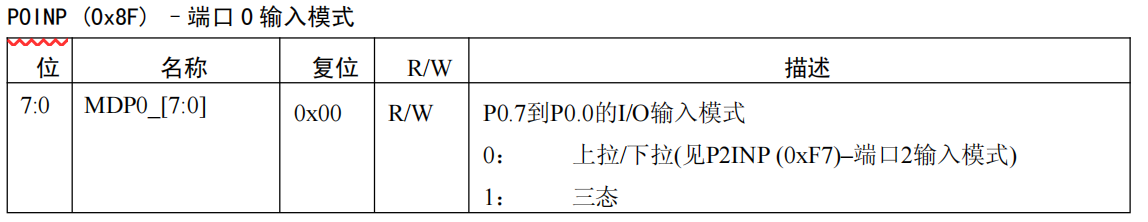 P0INP (0x8F) – 端口 0 输入模式
位 名称 复位 R/W 描述
7:0 MDP0_[7:0] 0x00 R/W P0.7到P0.0的I/O输入模式
0: 上拉/下拉(见P2INP (0xF7)–端口2输入模式)
1: 三态